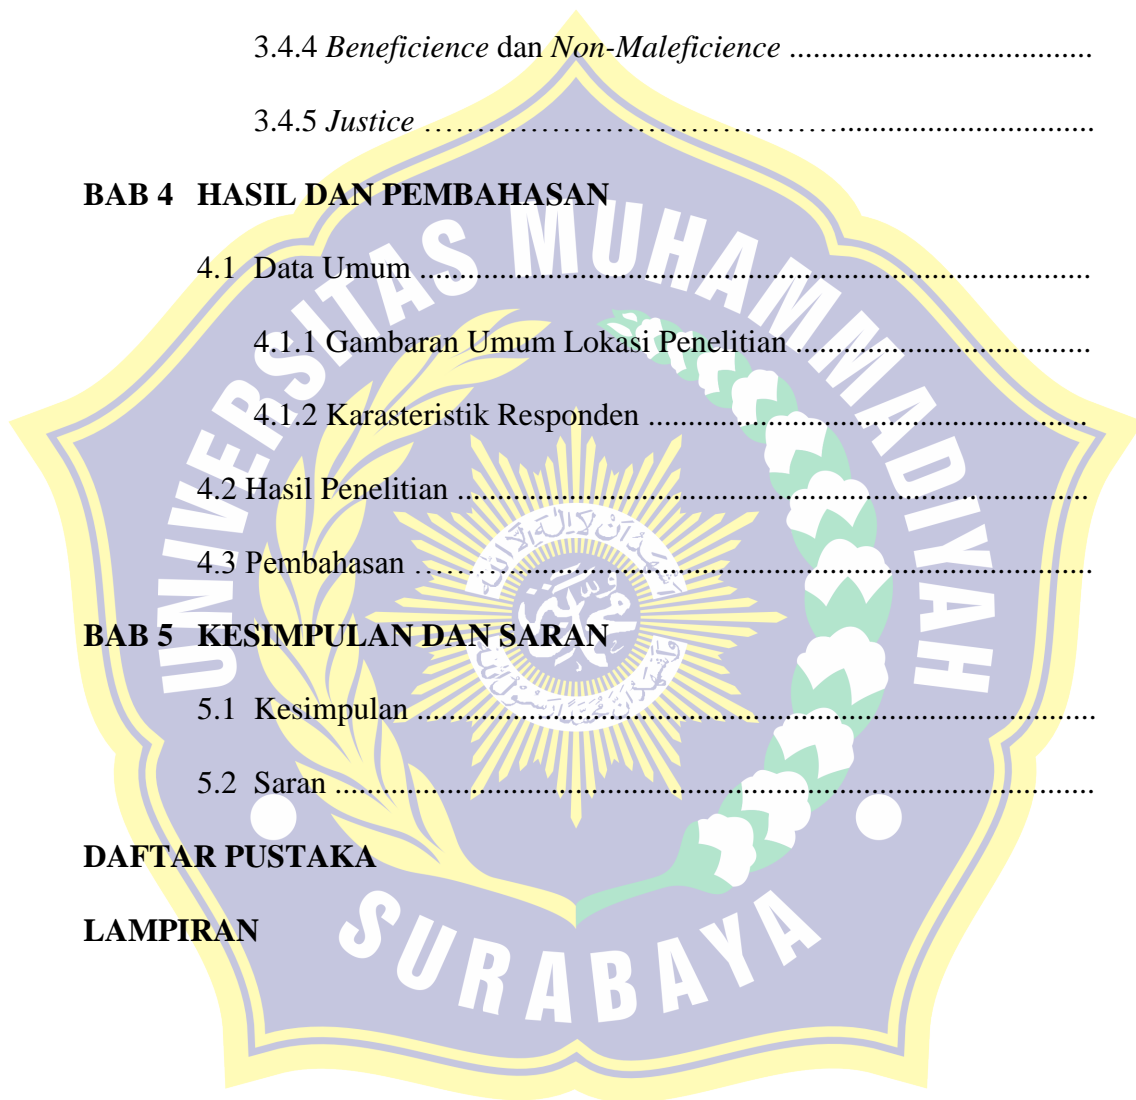 3.4.4 Beneficience dan Non-Maleficience ..................................
3.4.5 Justice …………………………………...............................
BAB 4 HASIL DAN PEMBAHASAN
4.1 Data Umum .........................................................................
4.1.1 Gambaran Umum Lokasi Penelitian .................................
4.1.2 Karasteristik Responden .................................................
4.2 Hasil Penelitian .....................................................................
4.3 Pembahasan ……….................................................................
BAB 5 KESIMPULAN DAN SARAN
5.1 Kesimpulan ..........................................................................
5.2 Saran ...................................................................................
DAFTAR PUSTAKA
LAMPIRAN
UNIVERSITAS MUHAMMADIYAH
SURABAYA